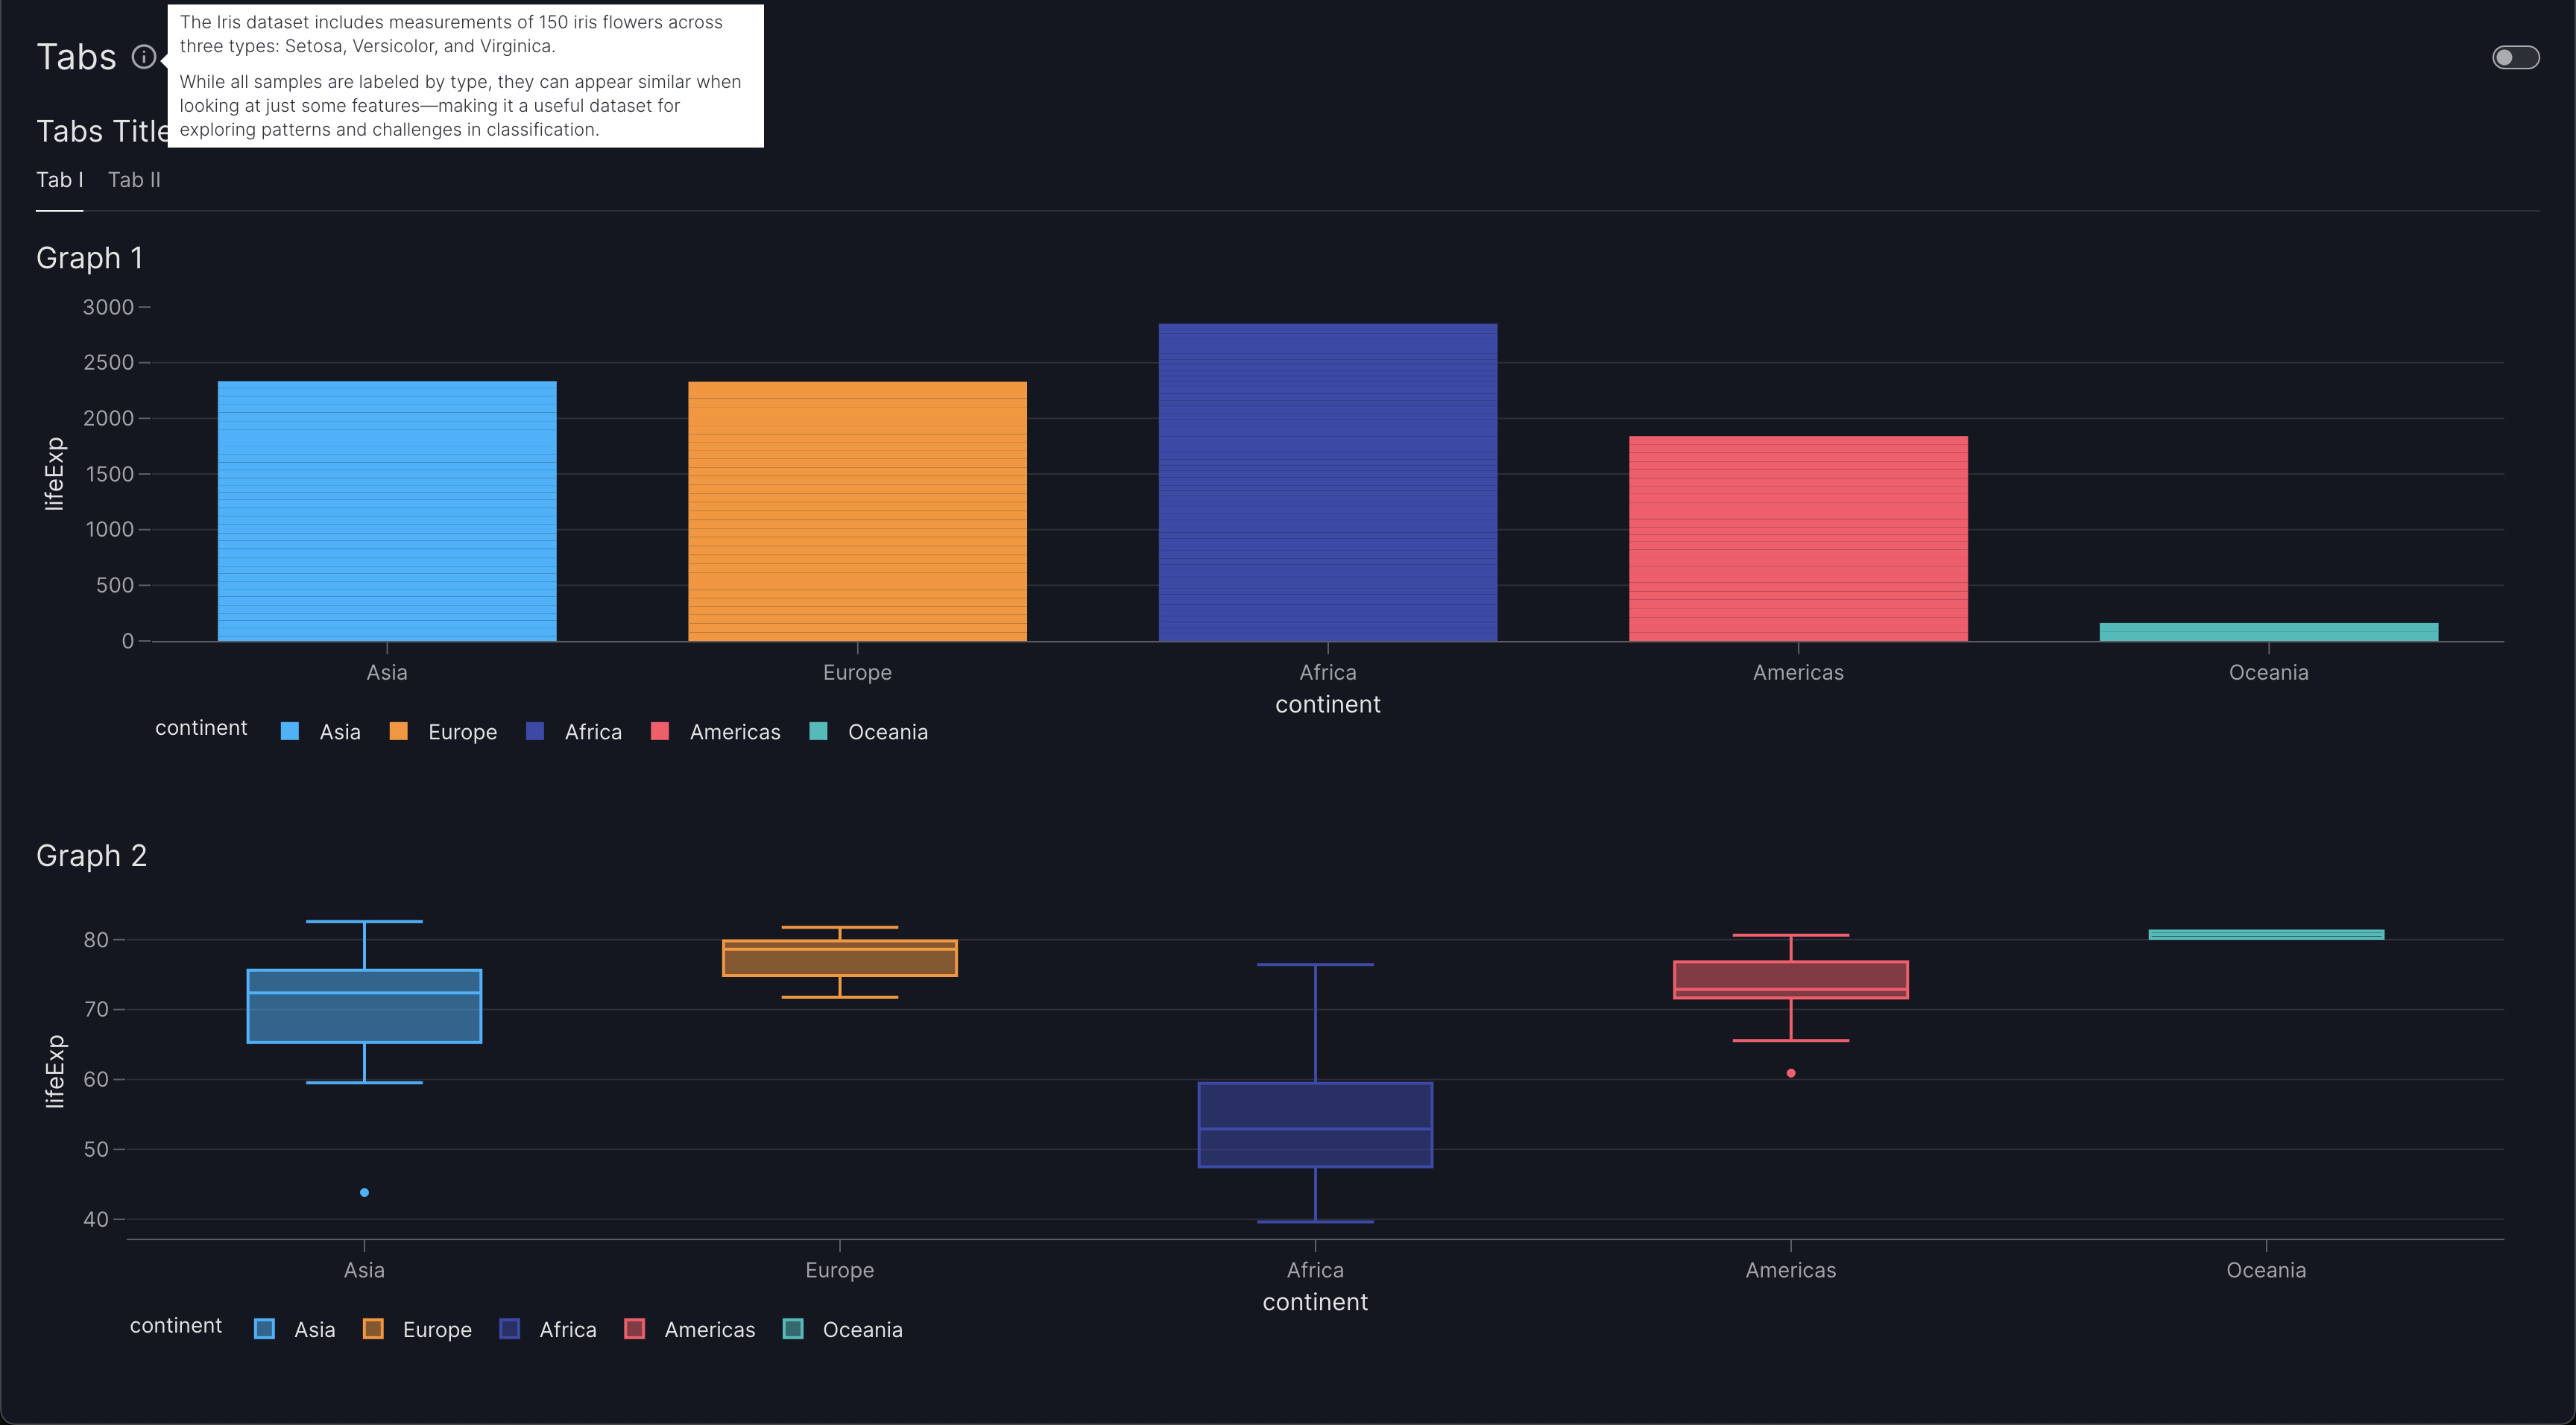 The Iris dataset includes measurements of 150 iris flowers across
three types: Setosa, Versicolor, and Virginica.
While all samples are labeled by type, they can appear similar when
looking at just some features—making it a useful dataset for
exploring patterns and challenges in classification.
Tabs
Tabs Title
Tab I Tab II
Graph 1
3000
2500
2000
1500
1000
500
0
lifeExp
Asia Europe Africa Americas Oceania
continent
continent Asia Europe Africa Americas Oceania
Graph 2
80
70
60
50
40
lifeExp
Asia Europe Africa Americas Oceania
continent
continent Asia Europe Africa Americas Oceania